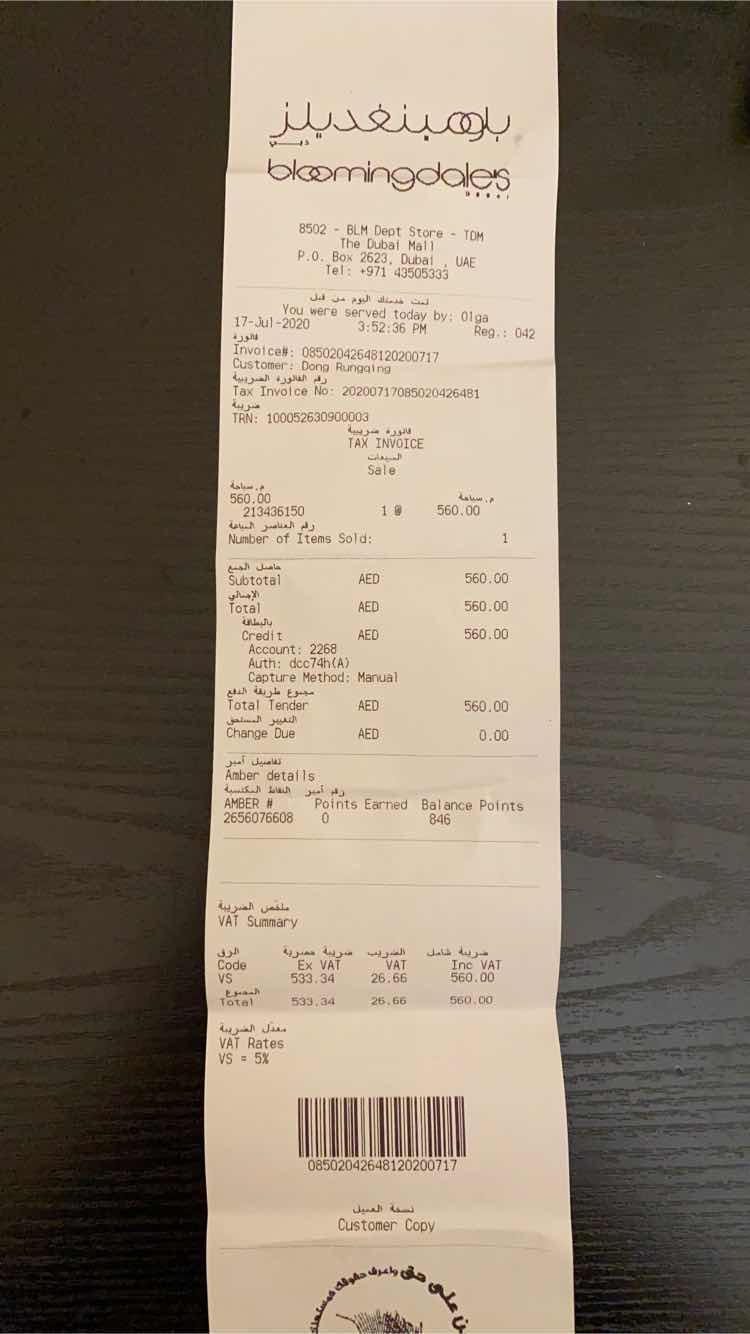 بلومينغديلز
دبي
bloomingdale's
DUBAI
8502 - BLM Dept Store - TDM
The Dubai Mall
P.O. Box 2623, Dubai , UAE
Tel: +971 43505333
تمت خدمتك اليوم من قبل
You were served today by: Olga
17-Jul-2020 3:52:36 PM Reg.: 042
فاتورة
Invoice#: 08502042648120200717
Customer: Dong Rungqing
رقم الفاتورة الضريبية
Tax Invoice No: 20200717085020426481
ضريبة
TRN: 100052630900003
فاتورة ضريبية
TAX INVOICE
المبيعات
Sale
م.سباحة
560.00 م.سباحة
213436150 1 @ 560.00
رقم العناصر المباعة
Number of Items Sold: 1
حاصل الجمع
Subtotal AED 560.00
الإجمالي
Total AED 560.00
بالبطاقة
Credit AED 560.00
Account: 2268
Auth: dcc74h(A)
Capture Method: Manual
مجموع طريقة الدفع
Total Tender AED 560.00
التغيير المستحق
Change Due AED 0.00
تفاصيل أمبر
Amber details
رقم أمبر النقاط المكتسبة
AMBER # Points Earned Balance Points
2656076608 0 846
ملخص الضريبة
VAT Summary
الرق ضريبة حصرية الضريب ضريبة شامل
Code Ex VAT VAT Inc VAT
VS 533.34 26.66 560.00
المجموع
Total 533.34 26.66 560.00
معدل الضريبة
VAT Rates
VS = 5%
08502042648120200717
نسخة العميل
Customer Copy
على حق واعرف حقوقك